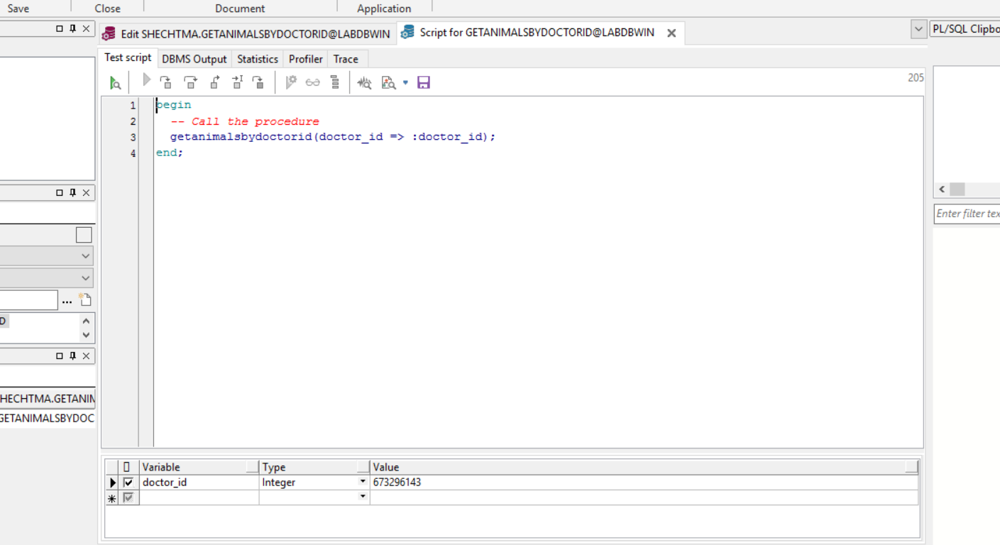 Save Close Document Application
Edit SHECHTMA.GETANIMALSBYDOCTORID@LABDBWIN Script for GETANIMALSBYDOCTORID@LABDBWIN
PL/SQL Clipbo
Test script DBMS Output Statistics Profiler Trace
205
1 begin
2 -- Call the procedure
3 getanimalsbydoctorid(doctor_id => :doctor_id);
4 end;
Enter filter tex
D
HECHTMA.GETANIM
GETANIMALSBYDOC
Variable Type Value
doctor_id Integer 673296143